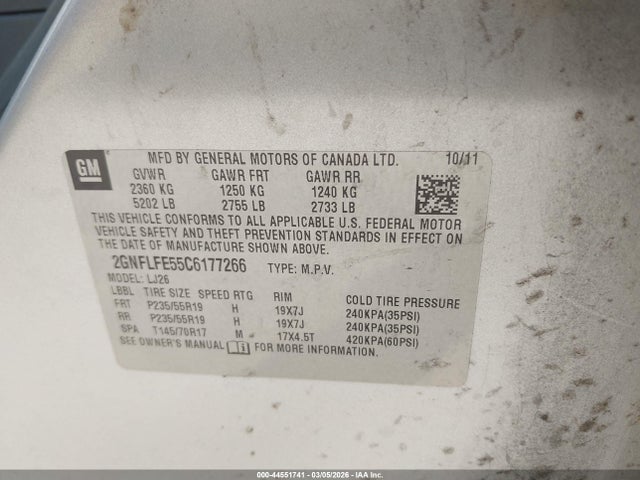 GM
MFD BY GENERAL MOTORS OF CANADA LTD. 10/11
GVWR GAWR FRT GAWR RR
2360 KG 1250 KG 1240 KG
5202 LB 2755 LB 2733 LB
THIS VEHICLE CONFORMS TO ALL APPLICABLE U.S. FEDERAL MOTOR
VEHICLE SAFETY AND THEFT PREVENTION STANDARDS IN EFFECT ON
THE DATE OF MANUFACTURE SHOWN ABOVE.
2GNFLFE55C6177266 TYPE: M.P.V.
MODEL: LJ26
LBBL TIRE SIZE SPEED RTG RIM COLD TIRE PRESSURE
FRT P235/55R19 H 19X7J 240KPA(35PSI)
RR P235/55R19 H 19X7J 240KPA(35PSI)
SPA T145/70R17 M 17X4.5T 420KPA(60PSI)
SEE OWNER'S MANUAL FOR MORE INFORMATION.
000-44551741 - 03/05/2026 - IAA Inc.